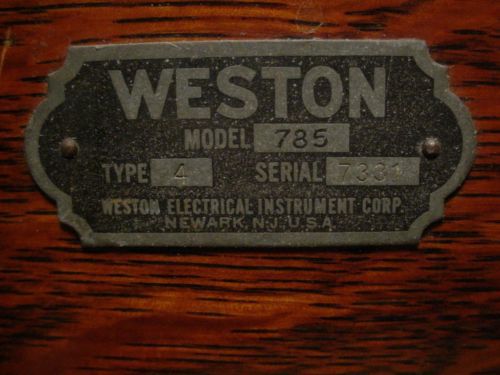 WESTON
MODEL 785
TYPE 4 SERIAL 7331
WESTON ELECTRICAL INSTRUMENT CORP.
NEWARK, N.J. U.S.A.